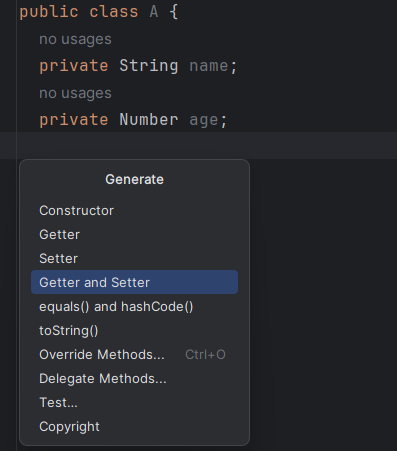 public class A {
no usages
private String name;
no usages
private Number age;
Generate
Constructor
Getter
Setter
Getter and Setter
equals() and hashCode()
toString()
Override Methods... Ctrl+O
Delegate Methods...
Test...
Copyright